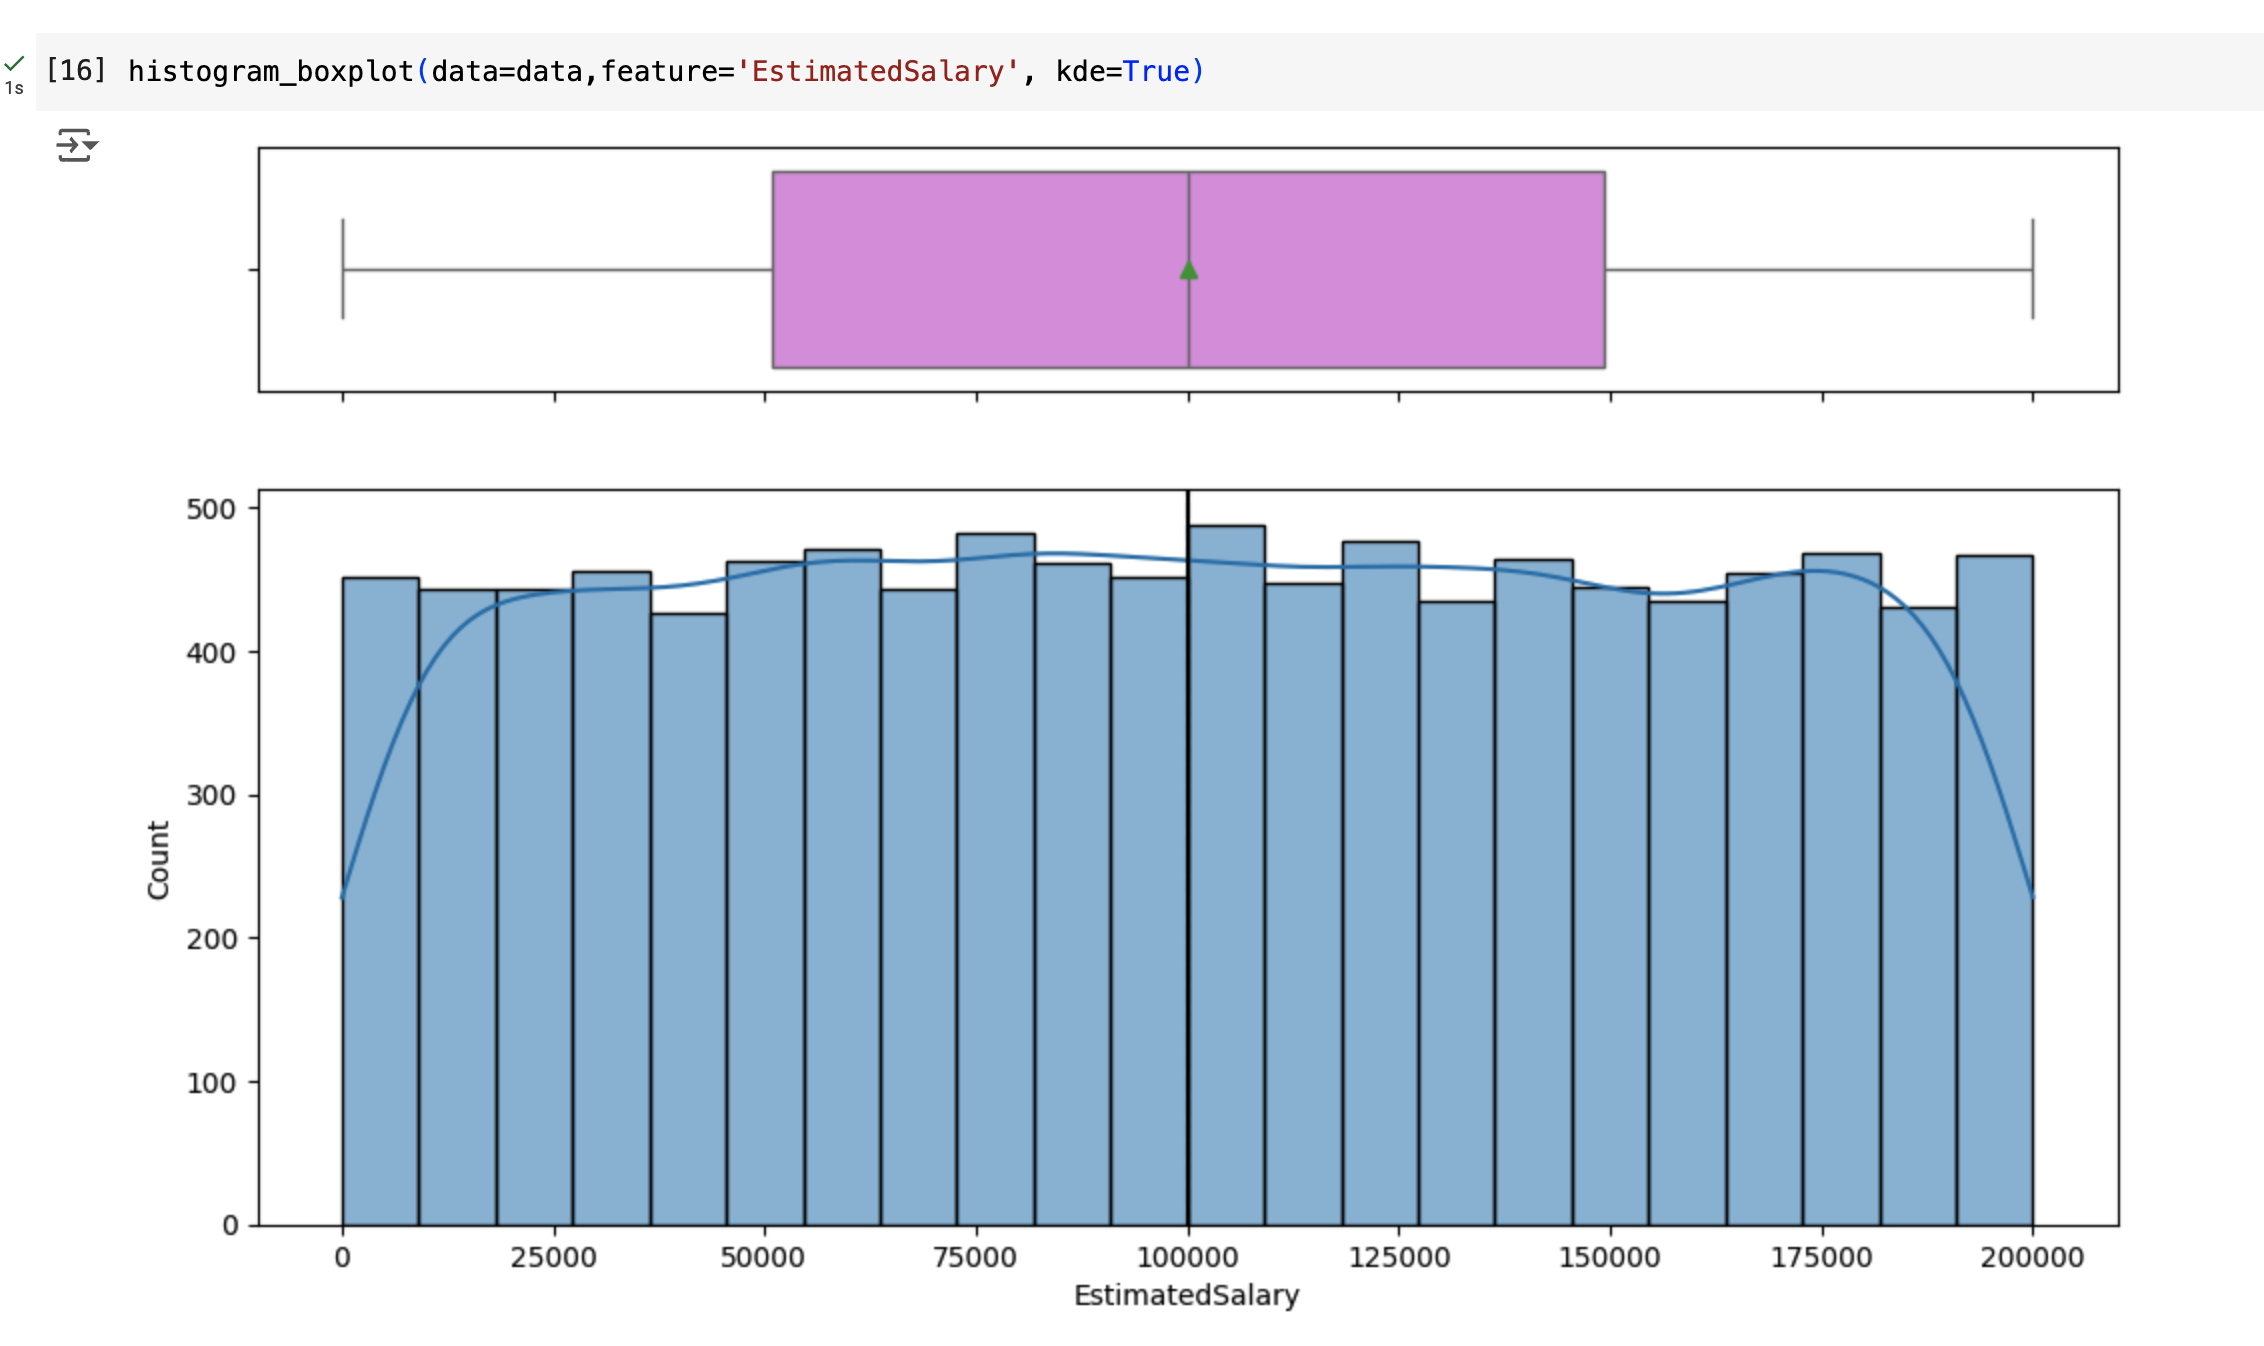 [16] histogram_boxplot(data=data,feature='EstimatedSalary', kde=True)
1s
500
400
300
200
100
0
Count
0 25000 50000 75000 100000 125000 150000 175000 200000
EstimatedSalary